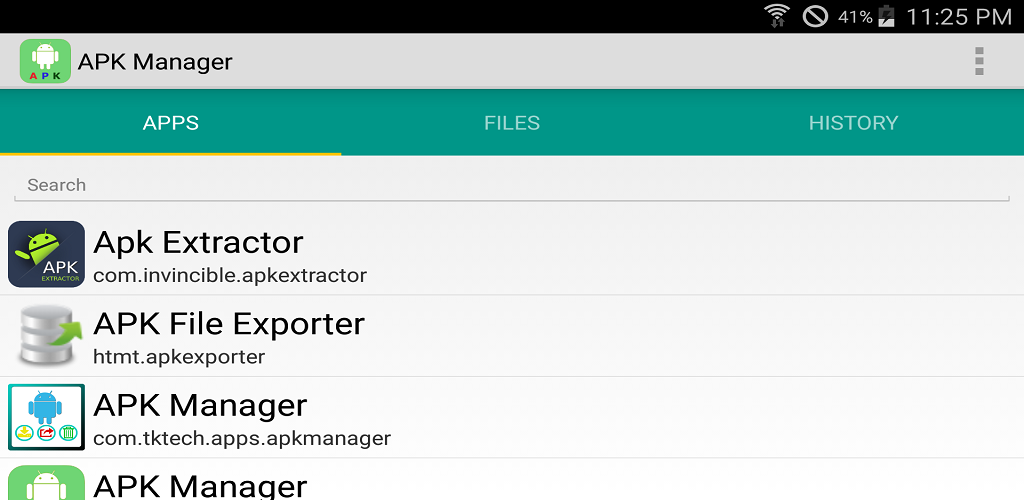 41% 11:25 PM
A P K APK Manager
APPS FILES HISTORY
Search
APK EXTRACTOR
Apk Extractor
com.invincible.apkextractor
APK File Exporter
htmt.apkexporter
APK Manager
com.tktech.apps.apkmanager
APK Manager